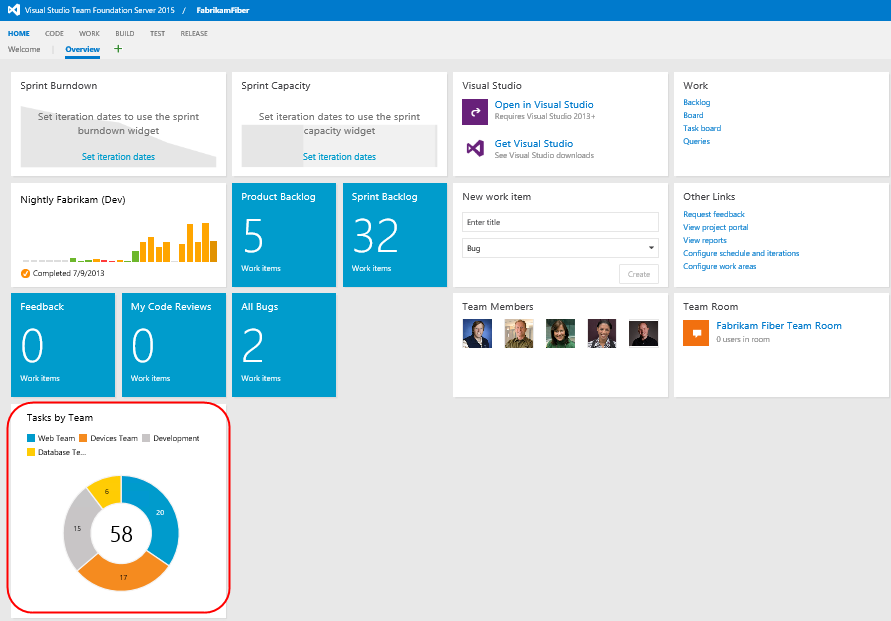 Visual Studio Team Foundation Server 2015 / FabrikamFiber
HOME CODE WORK BUILD TEST RELEASE
Welcome | Overview +
Sprint Burndown
Set iteration dates to use the sprint
burndown widget
Set iteration dates
Sprint Capacity
Set iteration dates to use the sprint
capacity widget
Set iteration dates
Visual Studio
Open in Visual Studio
Requires Visual Studio 2013+
Get Visual Studio
See Visual Studio downloads
Work
Backlog
Board
Task board
Queries
Nightly Fabrikam (Dev)
Completed 7/9/2013
Product Backlog
5
Work items
Sprint Backlog
32
Work items
New work item
Enter title
Bug
Create
Other Links
Request feedback
View project portal
View reports
Configure schedule and iterations
Configure work areas
Feedback
0
Work items
My Code Reviews
0
Work items
All Bugs
2
Work items
Team Members
Team Room
Fabrikam Fiber Team Room
0 users in room
Tasks by Team
Web Team Devices Team Development
Database Te...
6
20
15
58
17